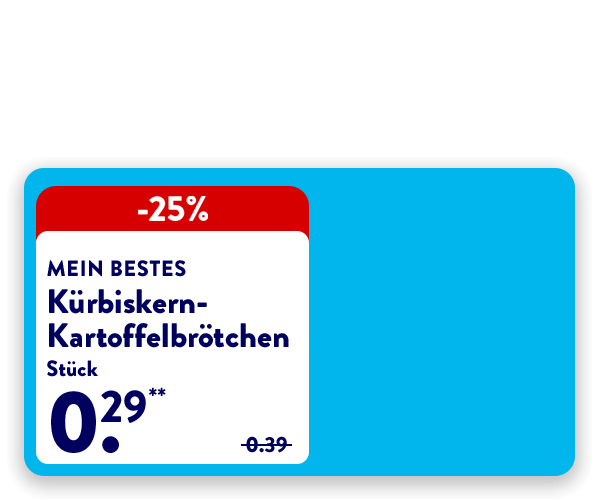 -25%
MEIN BESTES
Kürbiskern-
Kartoffelbrötchen
Stück
0.29**
0.39